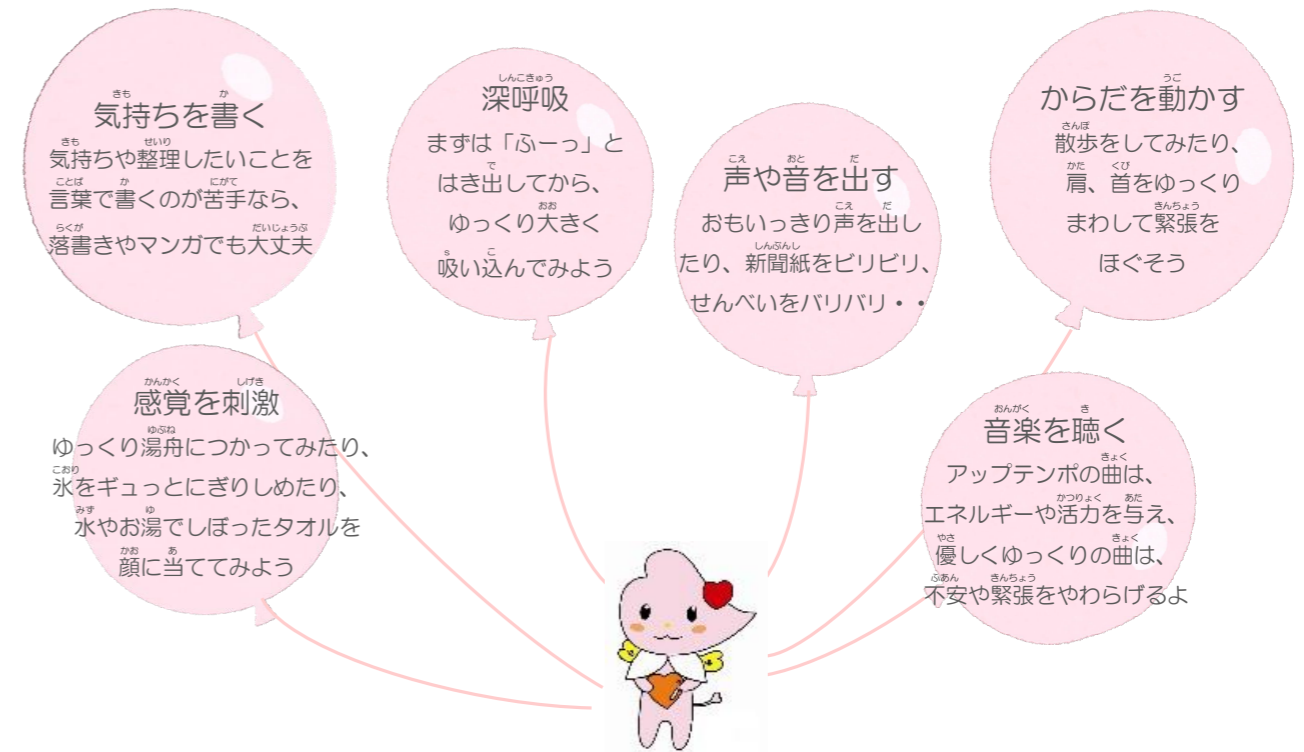 気持ちを書く
気持ちや整理したいことを
言葉で書くのが苦手なら、
落書きやマンガでも大丈夫
深呼吸
まずは「ふーっ」と
はき出してから、
ゆっくり大きく
吸い込んでみよう
声や音を出す
おもいっきり声を出し
たり、新聞紙をビリビリ、
せんべいをバリバリ・・
からだを動かす
散歩をしてみたり、
肩、首をゆっくり
まわして緊張を
ほぐそう
感覚を刺激
ゆっくり湯舟につかってみたり、
氷をギュっとにぎりしめたり、
水やお湯でしぼったタオルを
顔に当ててみよう
音楽を聴く
アップテンポの曲は、
エネルギーや活力を与え、
優しくゆっくりの曲は、
不安や緊張をやわらげるよ